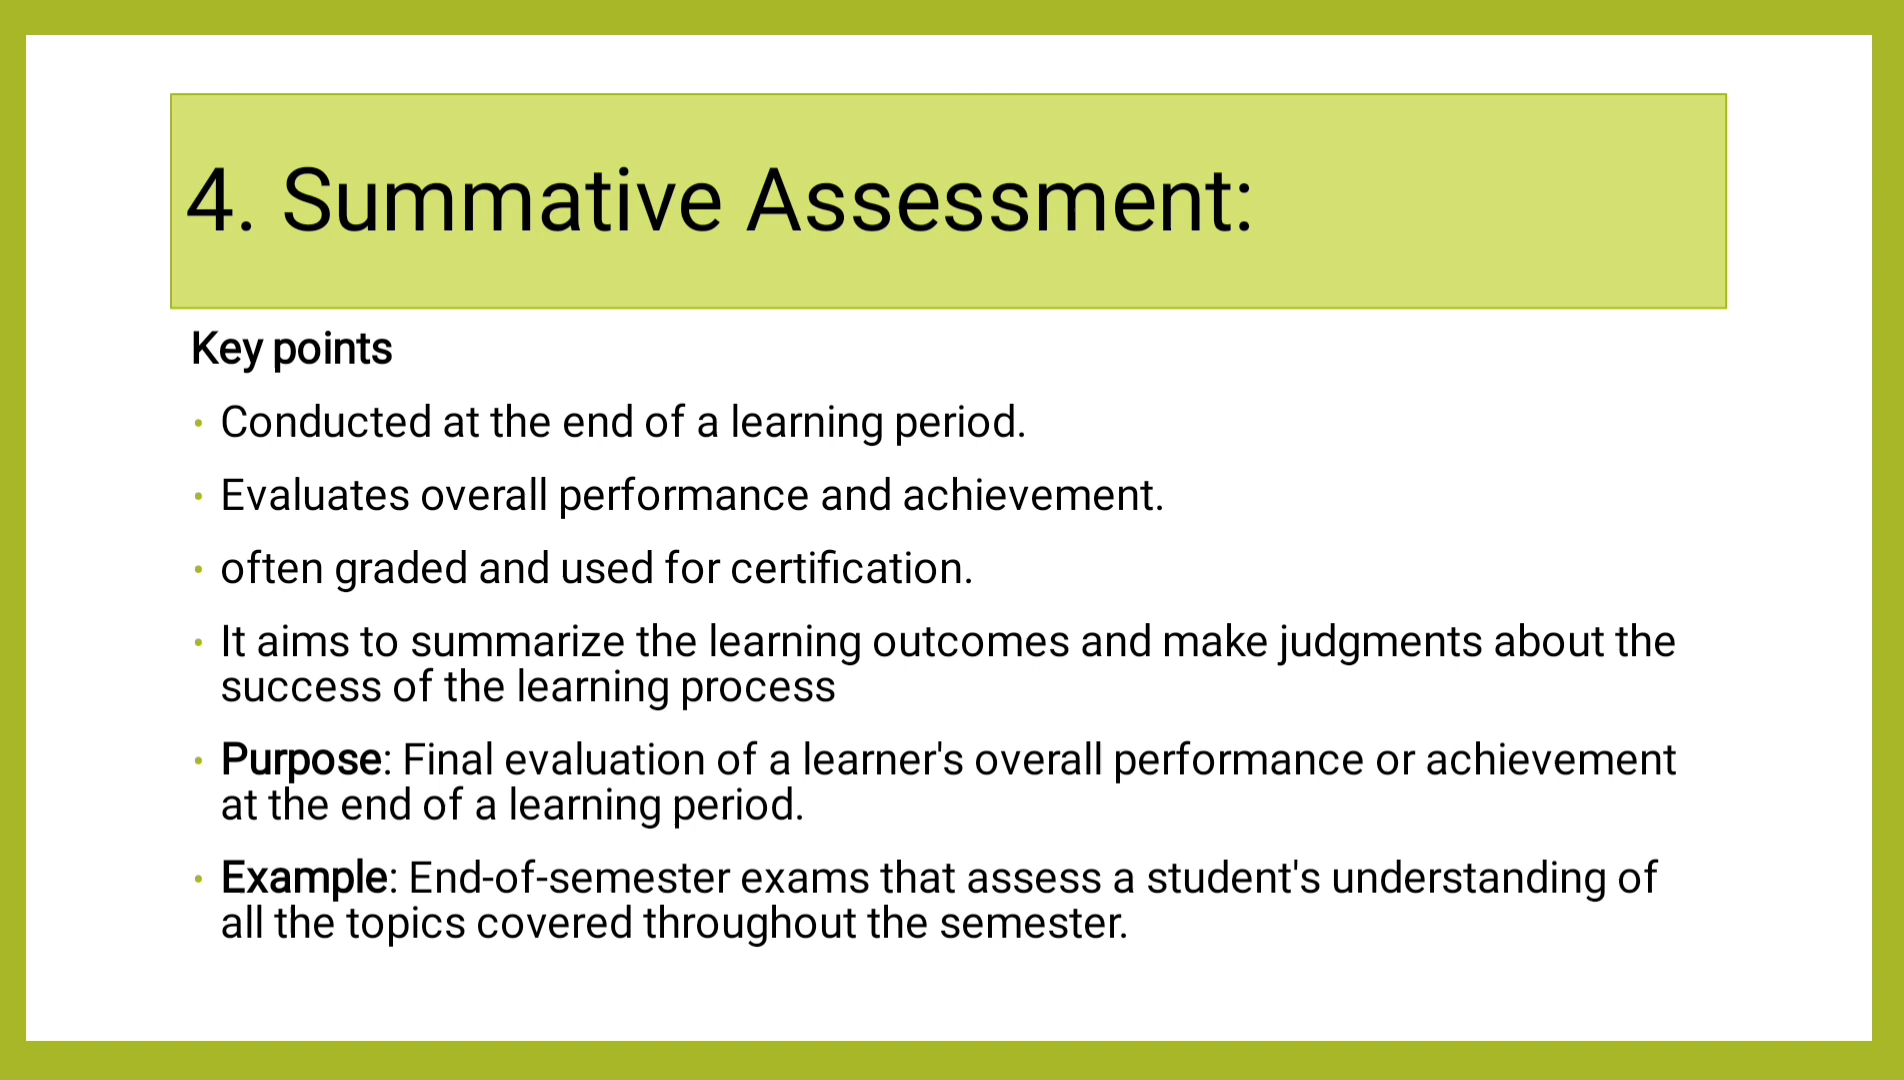 4. Summative Assessment:
Key points
• Conducted at the end of a learning period.
• Evaluates overall performance and achievement.
• often graded and used for certification.
• It aims to summarize the learning outcomes and make judgments about the
success of the learning process
• Purpose: Final evaluation of a learner's overall performance or achievement
at the end of a learning period.
• Example: End-of-semester exams that assess a student's understanding of
all the topics covered throughout the semester.